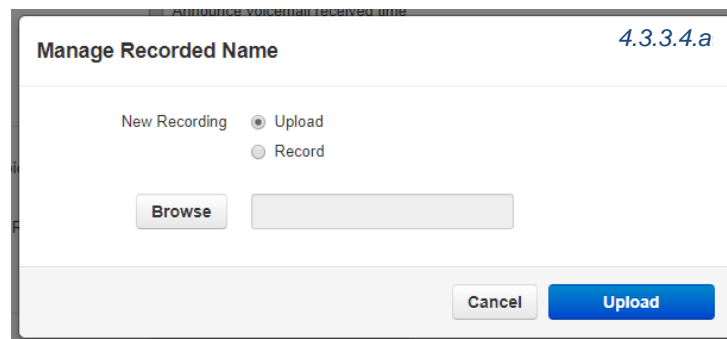 Announce voicemail received time
Manage Recorded Name 4.3.3.4.a
New Recording Upload
Record
Browse
Cancel Upload